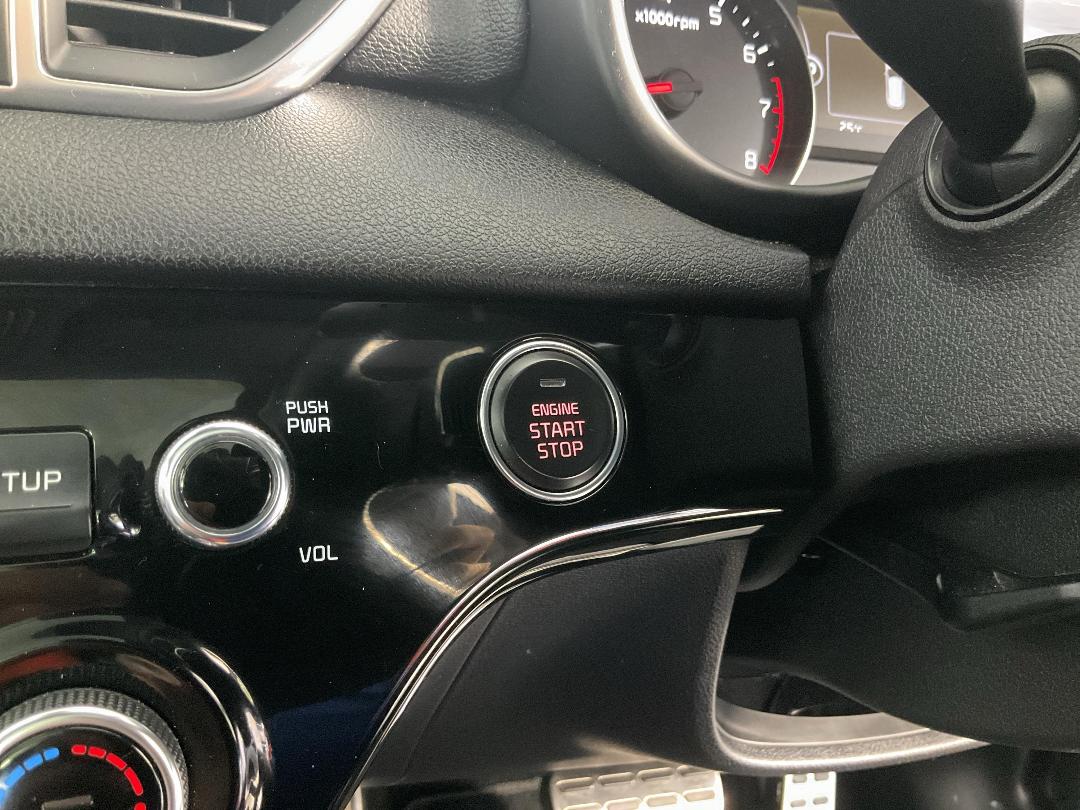 x1000rpm
5
6
7
8
PUSH
PWR
ENGINE
START
STOP
TUP
VOL